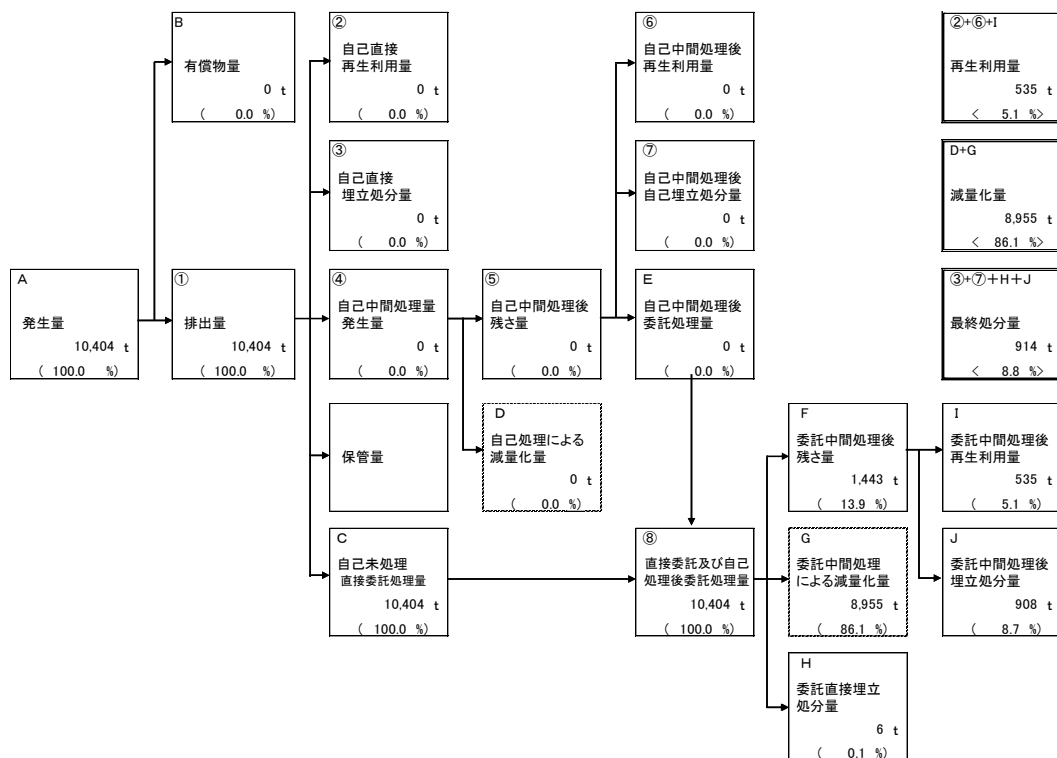 B
有償物量
0 t
( 0.0 %)
②
自己直接
再生利用量
0 t
( 0.0 %)
⑥
自己中間処理後
再生利用量
0 t
( 0.0 %)
②+⑥+I
再生利用量
535 t
< 5.1 %>
③
自己直接
埋立処分量
0 t
( 0.0 %)
⑦
自己中間処理後
自己埋立処分量
0 t
( 0.0 %)
D+G
減量化量
8,955 t
< 86.1 %>
A
発生量
10,404 t
( 100.0 %)
①
排出量
10,404 t
( 100.0 %)
④
自己中間処理量
発生量
0 t
( 0.0 %)
⑤
自己中間処理後
残さ量
0 t
( 0.0 %)
E
自己中間処理後
委託処理量
0 t
( 0.0 %)
③+⑦+H+J
最終処分量
914 t
< 8.8 %>
保管量
D
自己処理による
減量化量
0 t
( 0.0 %)
F
委託中間処理後
残さ量
1,443 t
( 13.9 %)
I
委託中間処理後
再生利用量
535 t
( 5.1 %)
C
自己未処理
直接委託処理量
10,404 t
( 100.0 %)
⑧
直接委託及び自己
処理後委託処理量
10,404 t
( 100.0 %)
G
委託中間処理
による減量化量
8,955 t
( 86.1 %)
J
委託中間処理後
埋立処分量
908 t
( 8.7 %)
H
委託直接埋立
処分量
6 t
( 0.1 %)